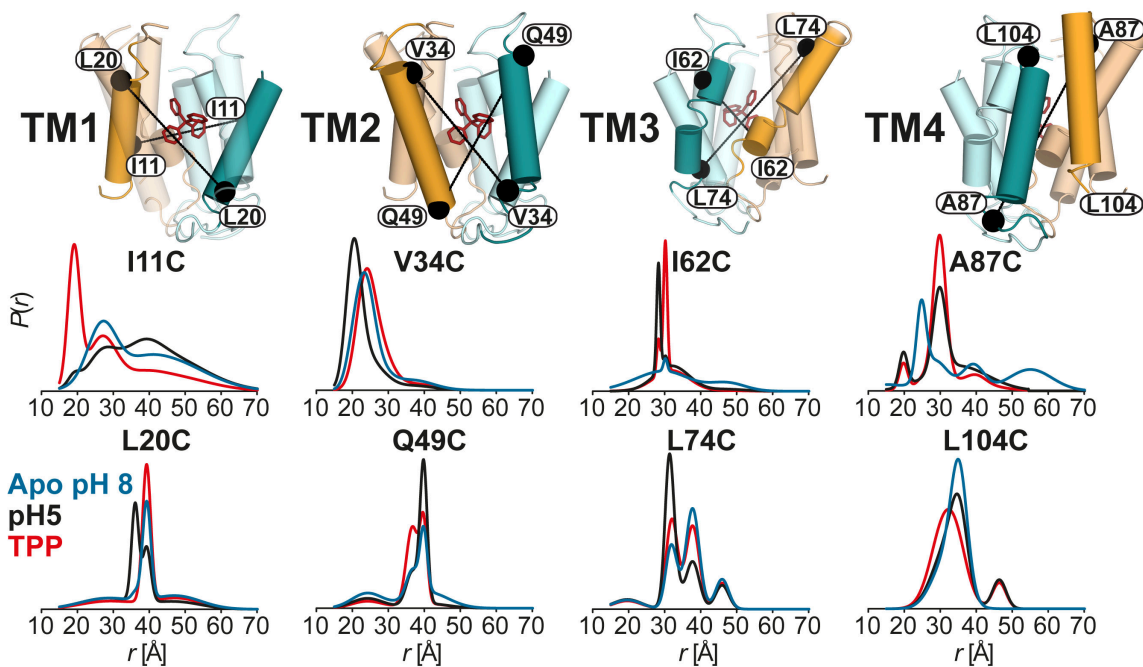 TM1 L20 I11 I11 L20
TM2 V34 Q49 Q49 V34
TM3 I62 L74 L74 I62
TM4 L104 A87 A87 L104
I11C V34C I62C A87C
P(r)
10 20 30 40 50 60 70 10 20 30 40 50 60 70 10 20 30 40 50 60 70 10 20 30 40 50 60 70
L20C Q49C L74C L104C
Apo pH 8
pH5
TPP
10 20 30 40 50 60 70 10 20 30 40 50 60 70 10 20 30 40 50 60 70 10 20 30 40 50 60 70
r [Å] r [Å] r [Å] r [Å]